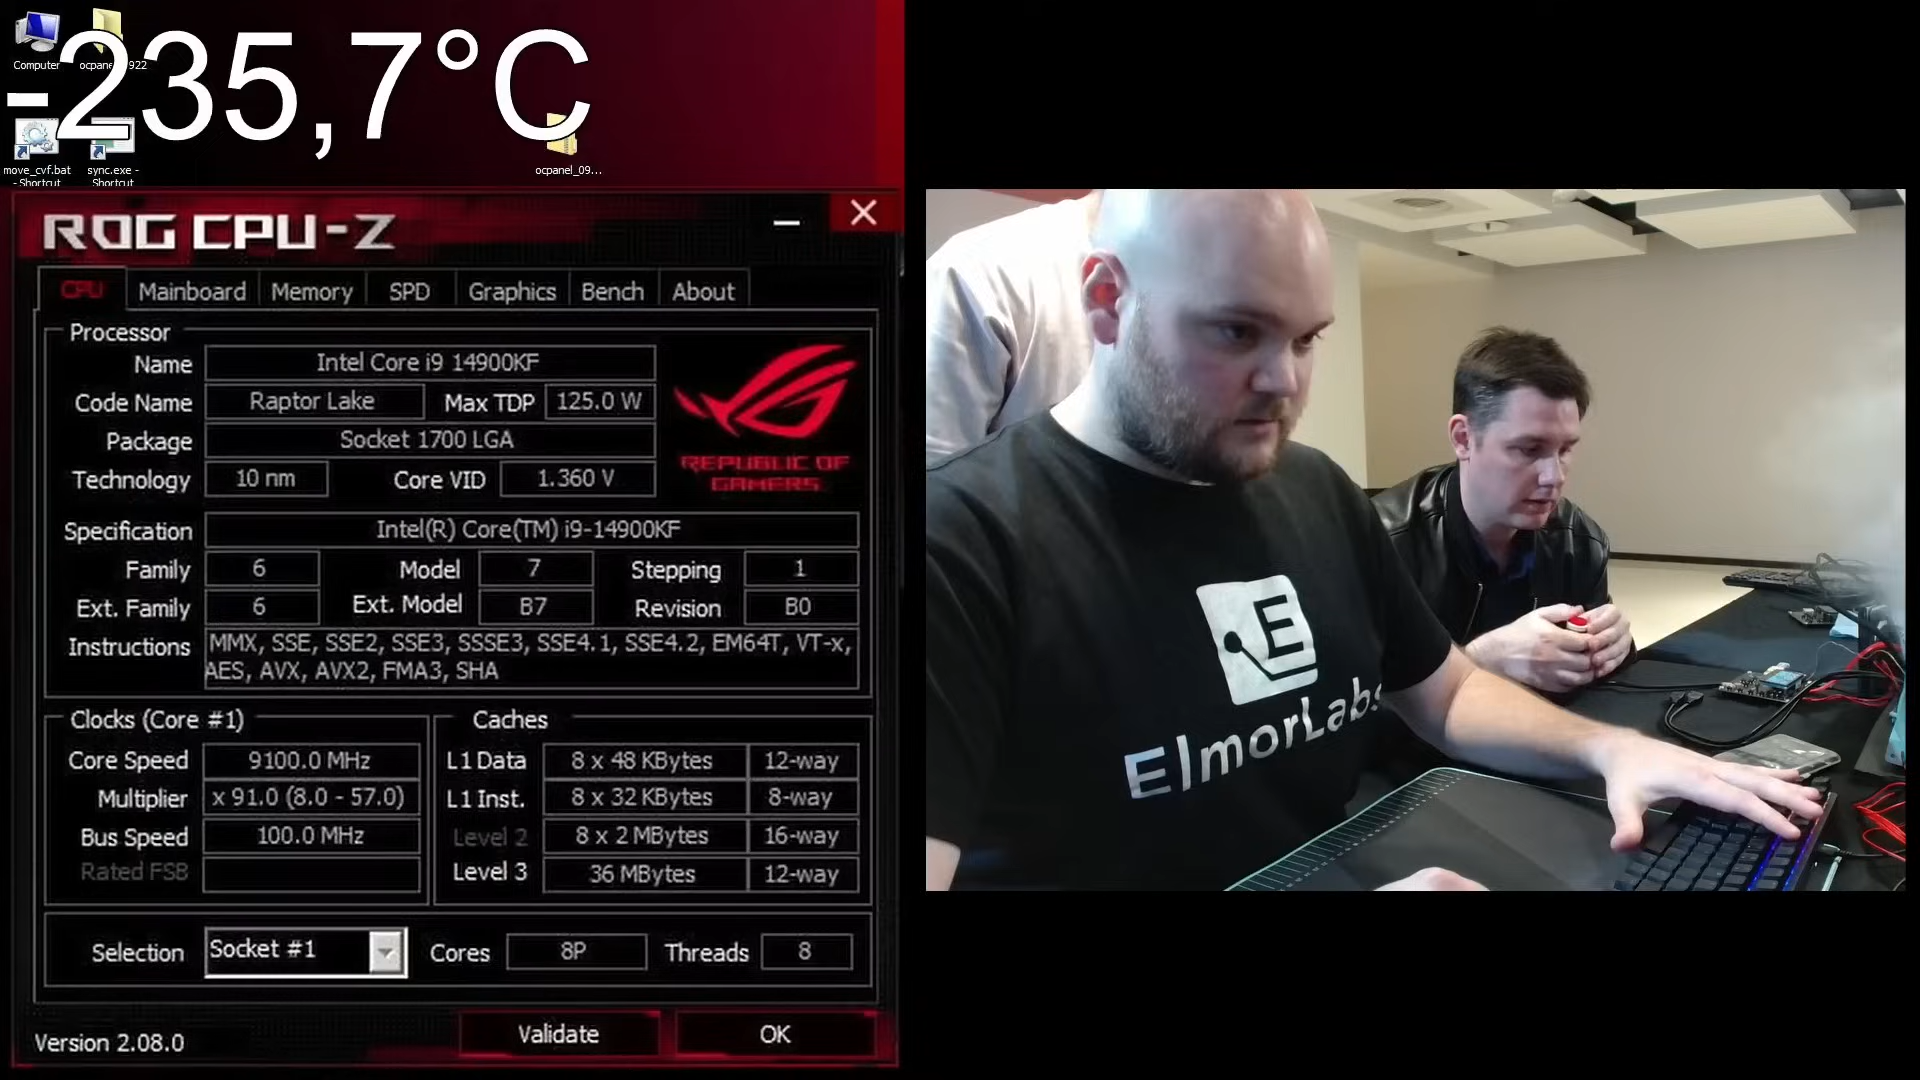 -235,7°C
Computer
ocpane 922
move_cvf.bat - Shortcut
sync.exe - Shortcut
ocpanel_09...
ROG CPU-Z
CPU Mainboard Memory SPD Graphics Bench About
Processor
Name Intel Core i9 14900KF
Code Name Raptor Lake Max TDP 125.0 W
Package Socket 1700 LGA
Technology 10 nm Core VID 1.360 V
REPUBLIC OF
GAMERS
Specification Intel(R) Core(TM) i9-14900KF
Family 6 Model 7 Stepping 1
Ext. Family 6 Ext. Model B7 Revision B0
Instructions MMX, SSE, SSE2, SSE3, SSSE3, SSE4.1, SSE4.2, EM64T, VT-x,
AES, AVX, AVX2, FMA3, SHA
Clocks (Core #1)
Core Speed 9100.0 MHz
Multiplier x 91.0 (8.0 - 57.0)
Bus Speed 100.0 MHz
Rated FSB
Caches
L1 Data 8 x 48 KBytes 12-way
L1 Inst. 8 x 32 KBytes 8-way
Level 2 8 x 2 MBytes 16-way
Level 3 36 MBytes 12-way
Selection Socket #1 Cores 8P Threads 8
Version 2.08.0 Validate OK
E
ElmorLabs